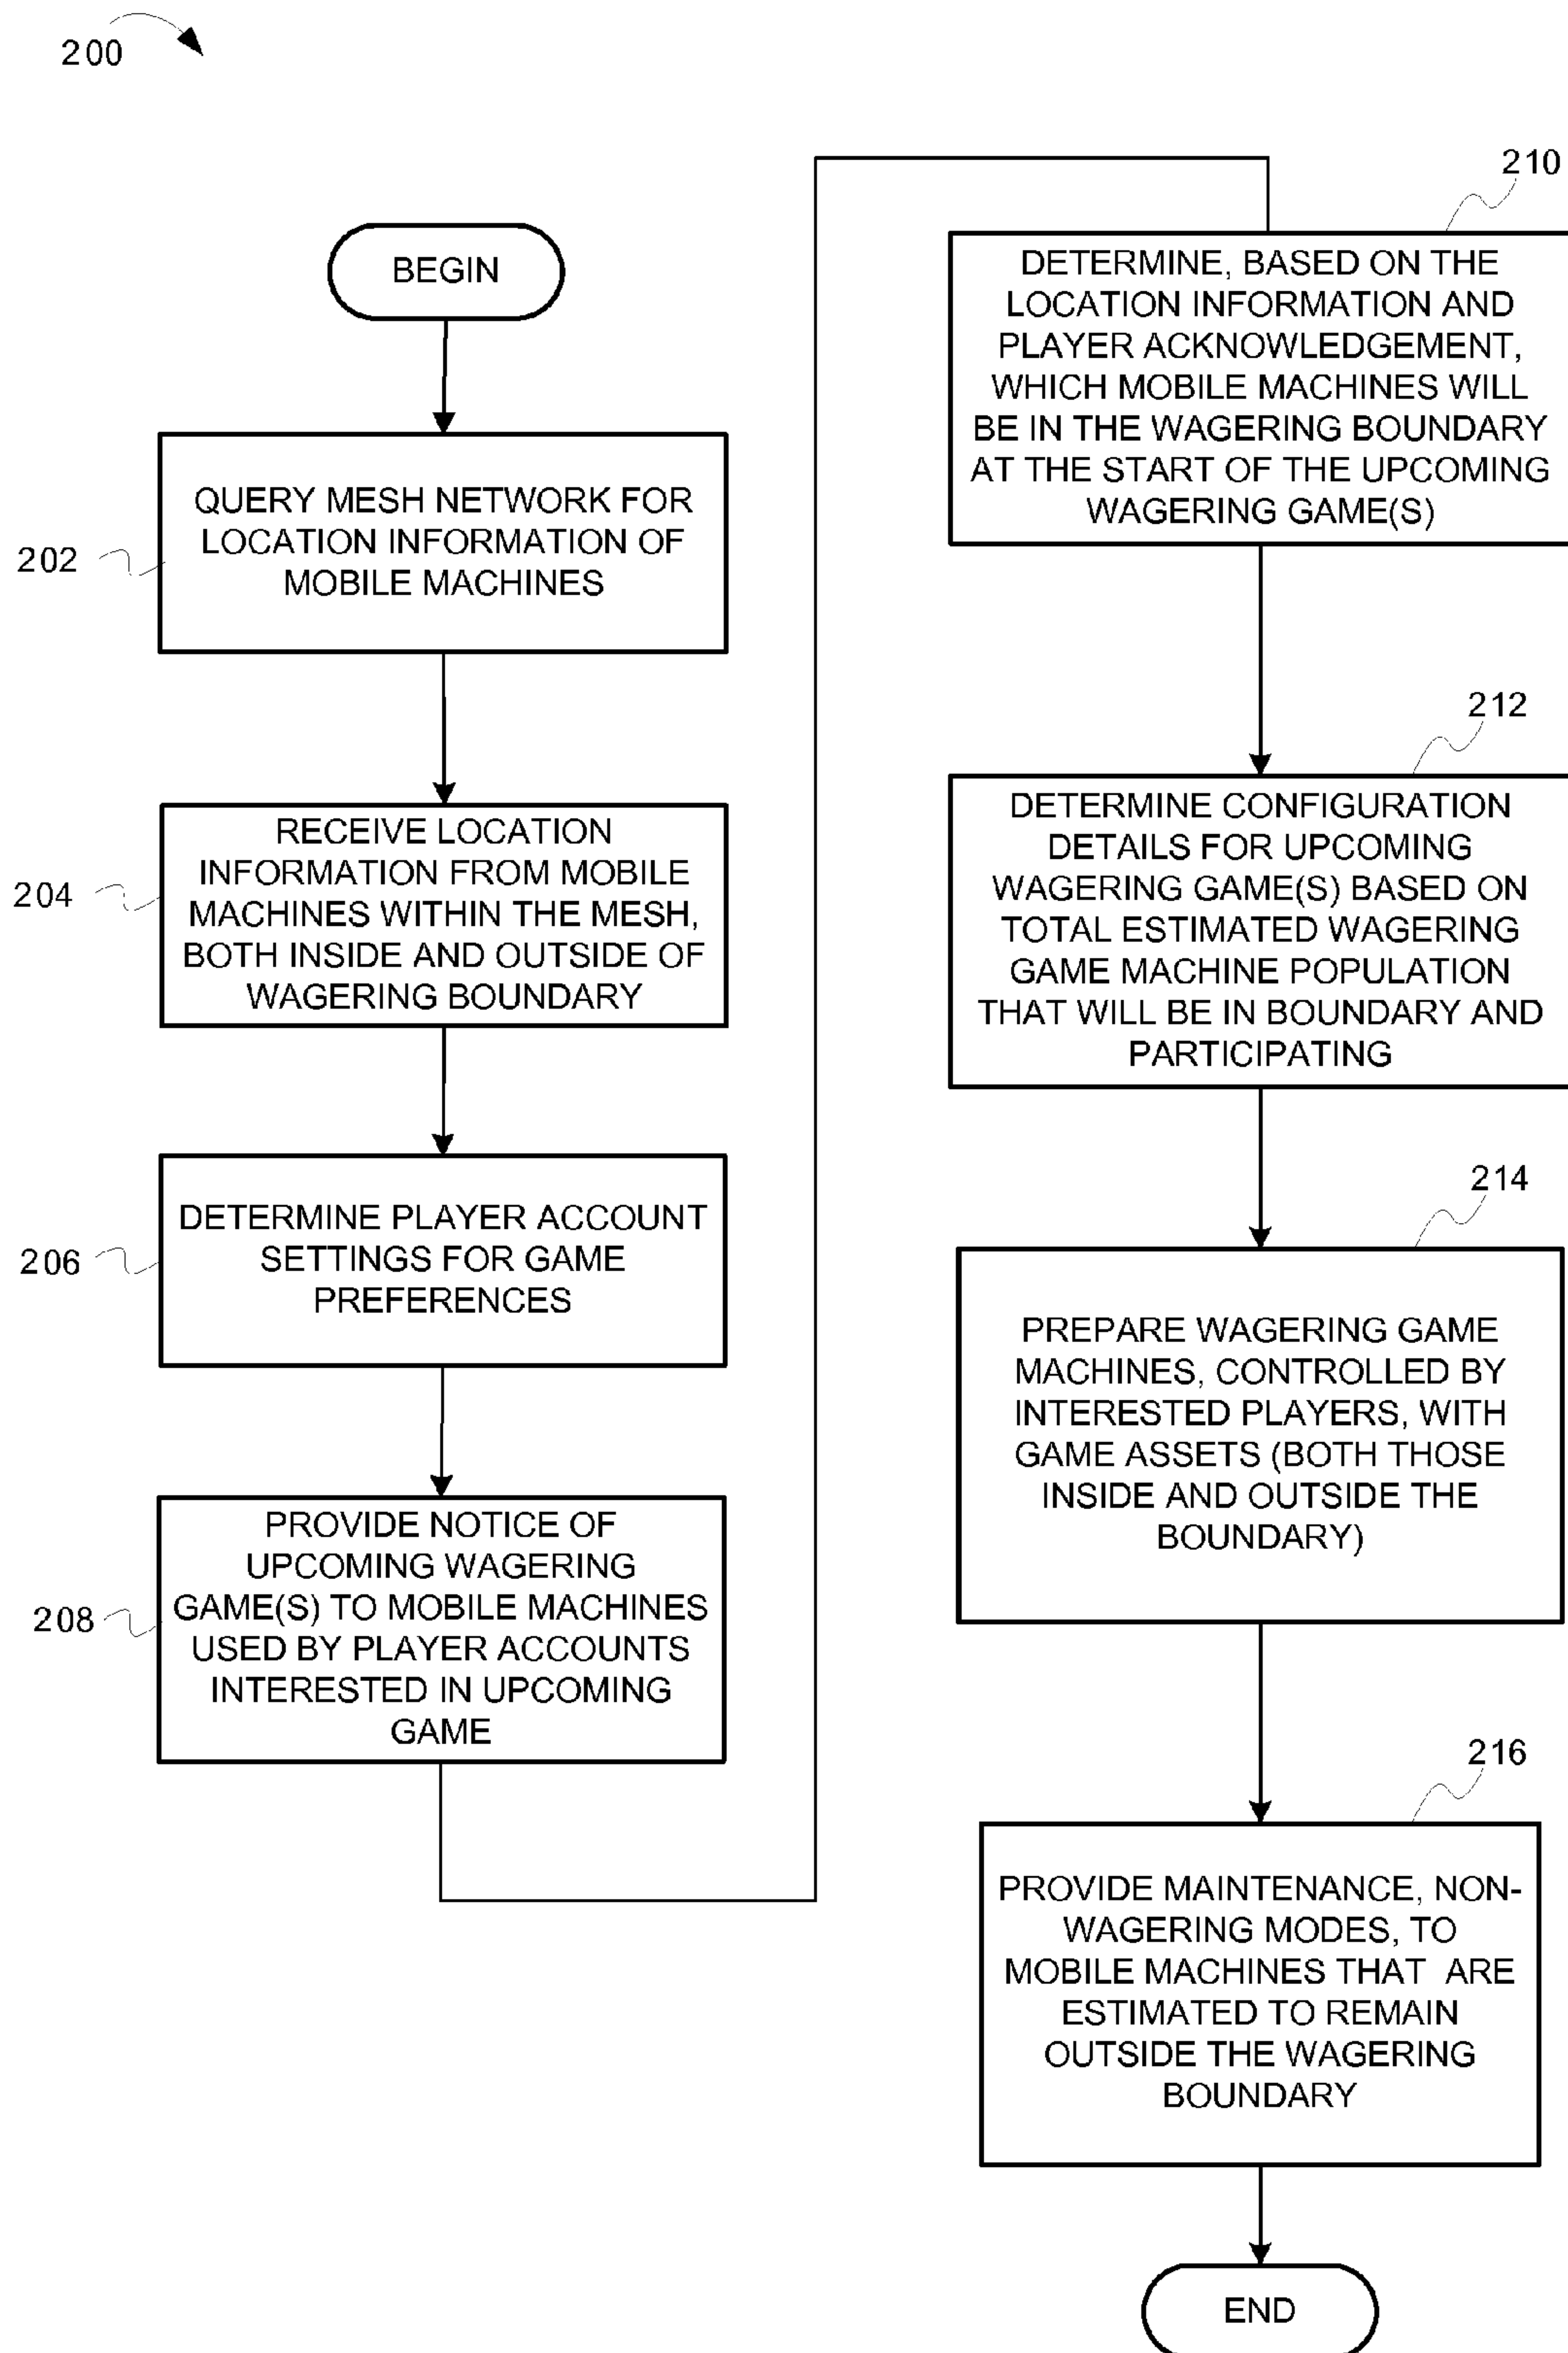 200
BEGIN
202
QUERY MESH NETWORK FOR
LOCATION INFORMATION OF
MOBILE MACHINES
204
RECEIVE LOCATION
INFORMATION FROM MOBILE
MACHINES WITHIN THE MESH,
BOTH INSIDE AND OUTSIDE OF
WAGERING BOUNDARY
206
DETERMINE PLAYER ACCOUNT
SETTINGS FOR GAME
PREFERENCES
208
PROVIDE NOTICE OF
UPCOMING WAGERING
GAME(S) TO MOBILE MACHINES
USED BY PLAYER ACCOUNTS
INTERESTED IN UPCOMING
GAME
210
DETERMINE, BASED ON THE
LOCATION INFORMATION AND
PLAYER ACKNOWLEDGEMENT,
WHICH MOBILE MACHINES WILL
BE IN THE WAGERING BOUNDARY
AT THE START OF THE UPCOMING
WAGERING GAME(S)
212
DETERMINE CONFIGURATION
DETAILS FOR UPCOMING
WAGERING GAME(S) BASED ON
TOTAL ESTIMATED WAGERING
GAME MACHINE POPULATION
THAT WILL BE IN BOUNDARY AND
PARTICIPATING
214
PREPARE WAGERING GAME
MACHINES, CONTROLLED BY
INTERESTED PLAYERS, WITH
GAME ASSETS (BOTH THOSE
INSIDE AND OUTSIDE THE
BOUNDARY)
216
PROVIDE MAINTENANCE, NON-
WAGERING MODES, TO
MOBILE MACHINES THAT ARE
ESTIMATED TO REMAIN
OUTSIDE THE WAGERING
BOUNDARY
END